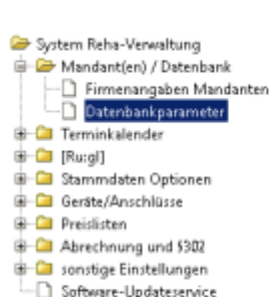 System Reha-Verwaltung
Mandant(en) / Datenbank
Firmenangaben Mandanten
Datenbankparameter
Terminkalender
[Ru:gl]
Stammdaten Optionen
Geräte/Anschlüsse
Preislisten
Abrechnung und §302
sonstige Einstellungen
Software-Updateservice